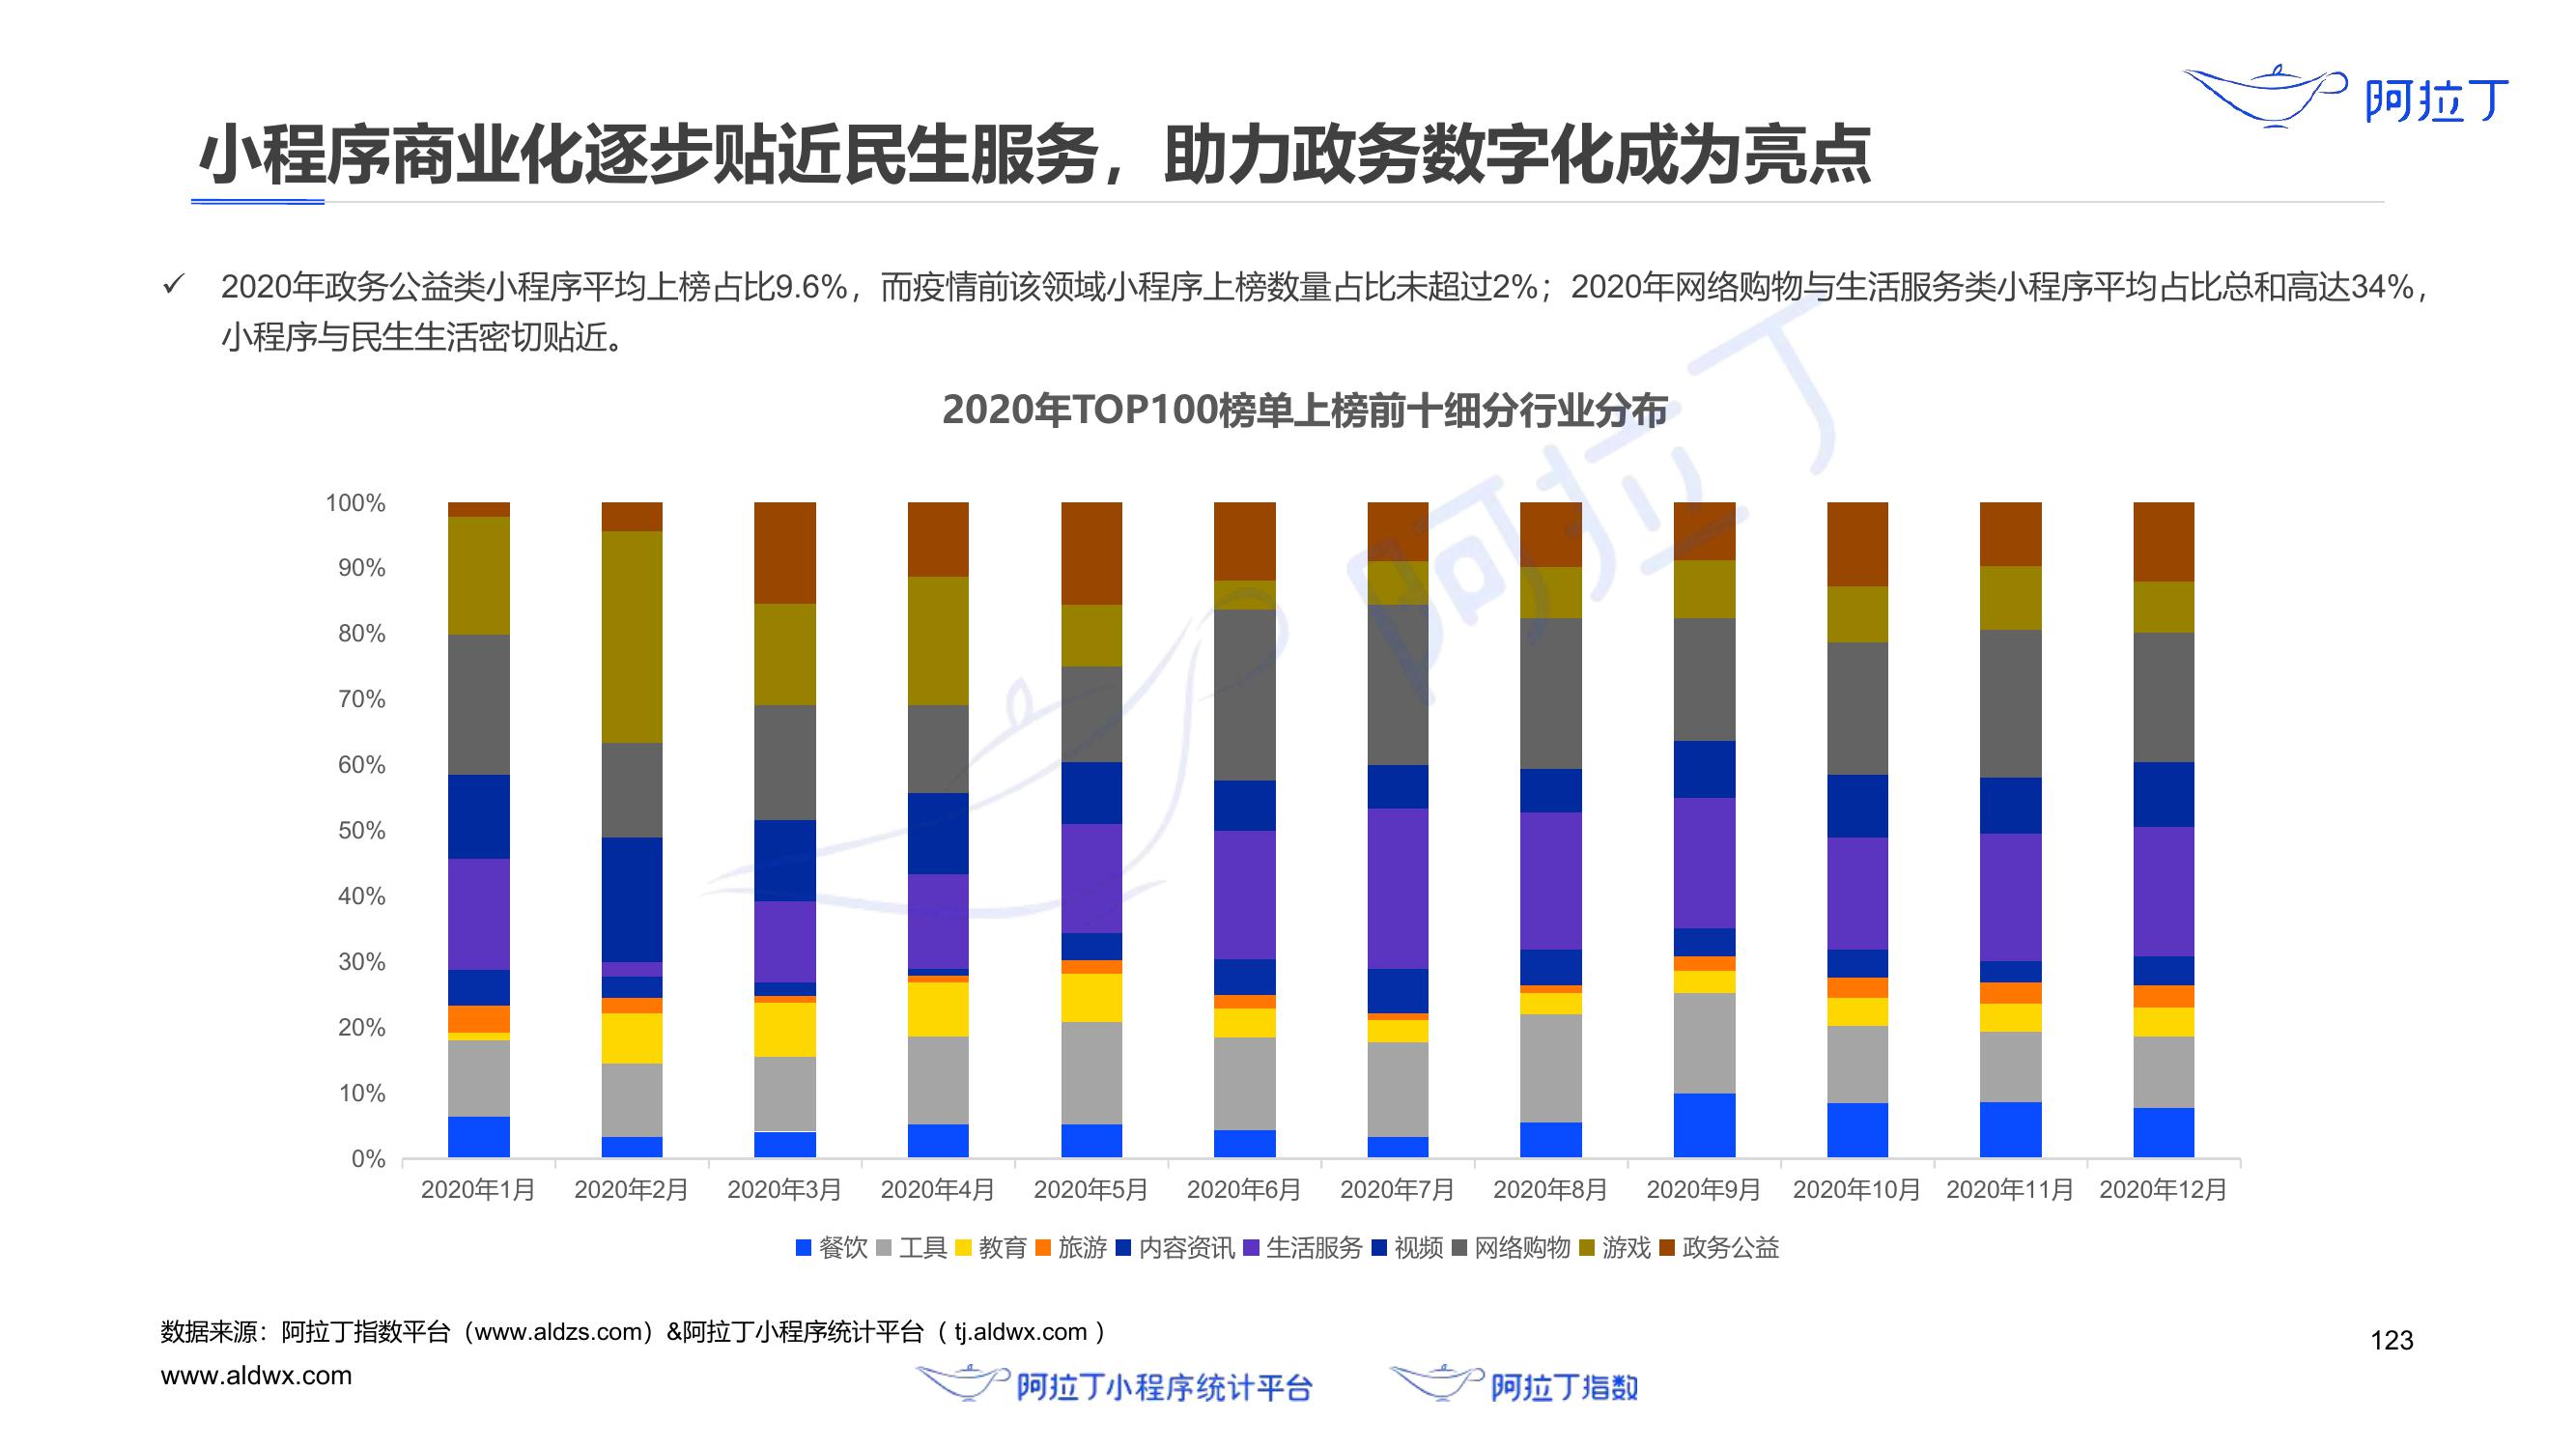 阿拉丁
小程序商业化逐步贴近民生服务，助力政务数字化成为亮点
✓ 2020年政务公益类小程序平均上榜占比9.6%，而疫情前该领域小程序上榜数量占比未超过2%；2020年网络购物与生活服务类小程序平均占比总和高达34%，
小程序与民生生活密切贴近。
2020年TOP100榜单上榜前十细分行业分布
100%
90%
80%
70%
60%
50%
40%
30%
20%
10%
0%
2020年1月 2020年2月 2020年3月 2020年4月 2020年5月 2020年6月 2020年7月 2020年8月 2020年9月 2020年10月 2020年11月 2020年12月
餐饮 工具 教育 旅游 内容资讯 生活服务 视频 网络购物 游戏 政务公益
阿拉丁
数据来源：阿拉丁指数平台（www.aldzs.com）&阿拉丁小程序统计平台（ tj.aldwx.com ）
123
www.aldwx.com
阿拉丁小程序统计平台 阿拉丁指数